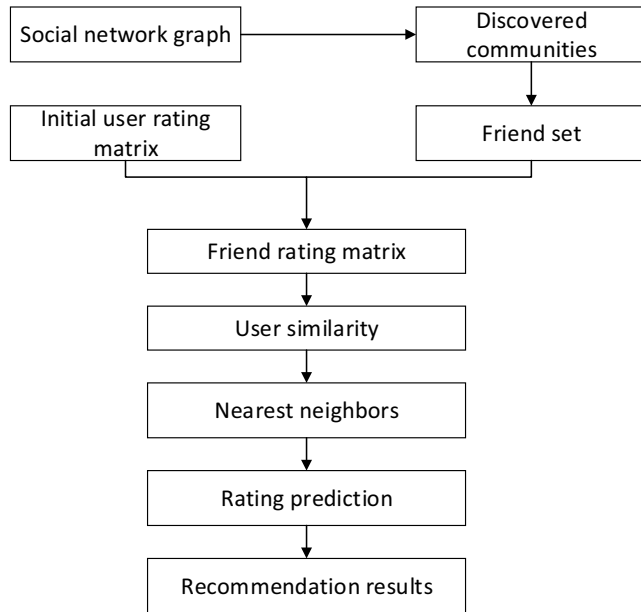 Social network graph
Discovered
communities
Initial user rating
matrix
Friend set
Friend rating matrix
User similarity
Nearest neighbors
Rating prediction
Recommendation results